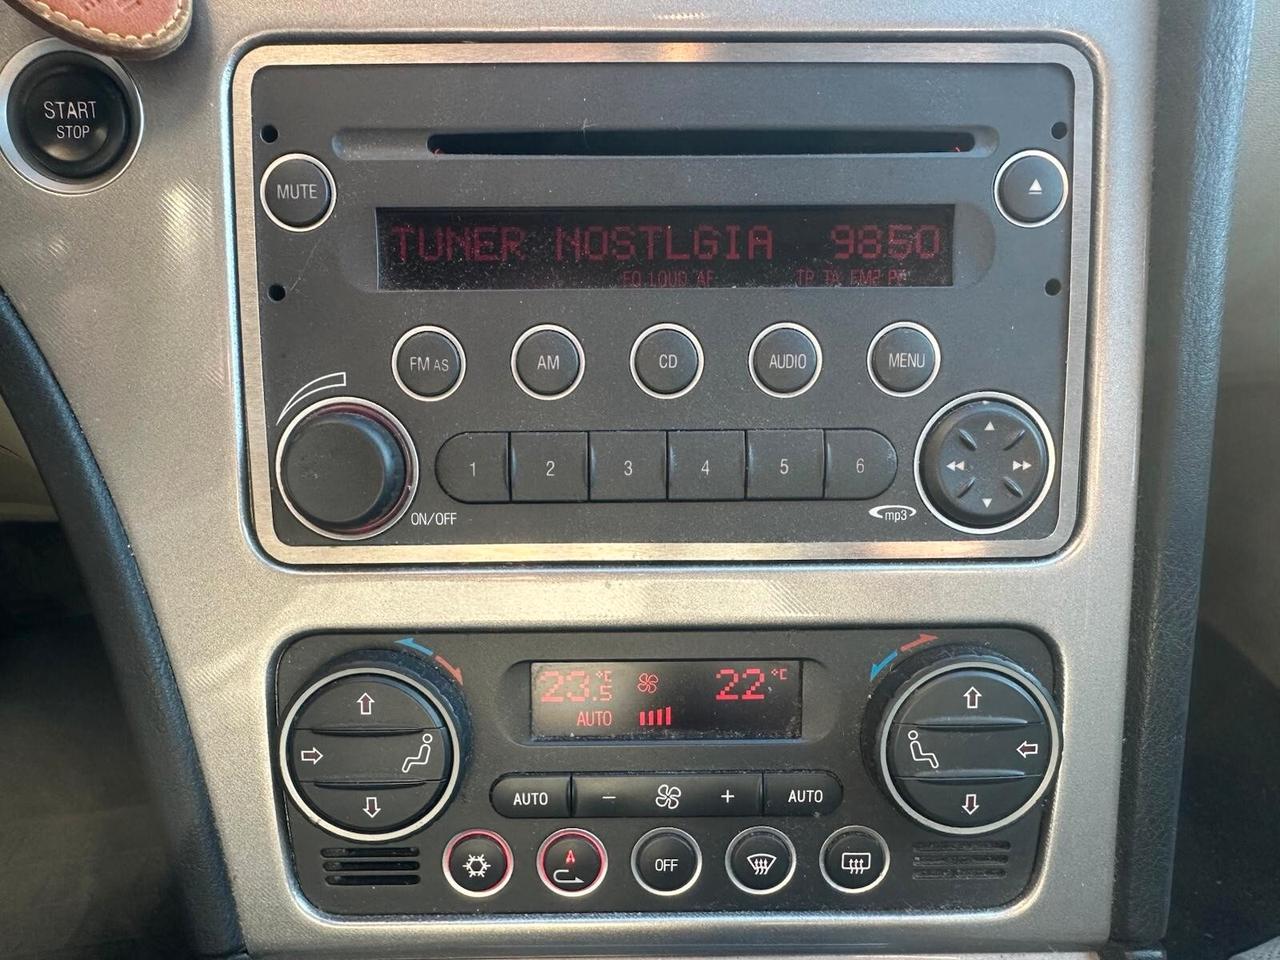 START
STOP
MUTE
TUNER NOSTLGIA 9850
EQ LOUD AF TP TA FM2
FM AS AM CD AUDIO MENU
1 2 3 4 5 6
ON/OFF
mp3
23.5 °C 22 °C
AUTO
AUTO - + AUTO
A
OFF